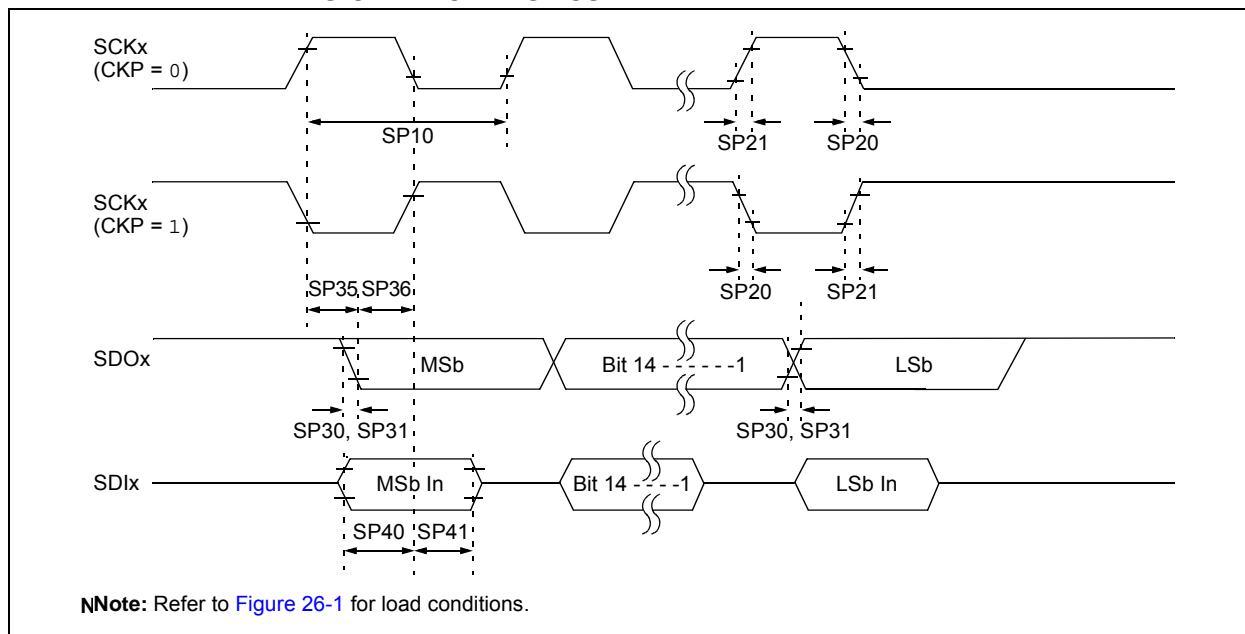 SCKx
(CKP = 0)
SP10
SP21
SP20
SCKx
(CKP = 1)
SP35
SP36
SP20
SP21
SDOx
MSb
Bit 14 - - - - - -1
LSb
SP30, SP31
SP30, SP31
SDIx
MSb In
Bit 14 - - - -1
LSb In
SP40
SP41
NNote: Refer to Figure 26-1 for load conditions.